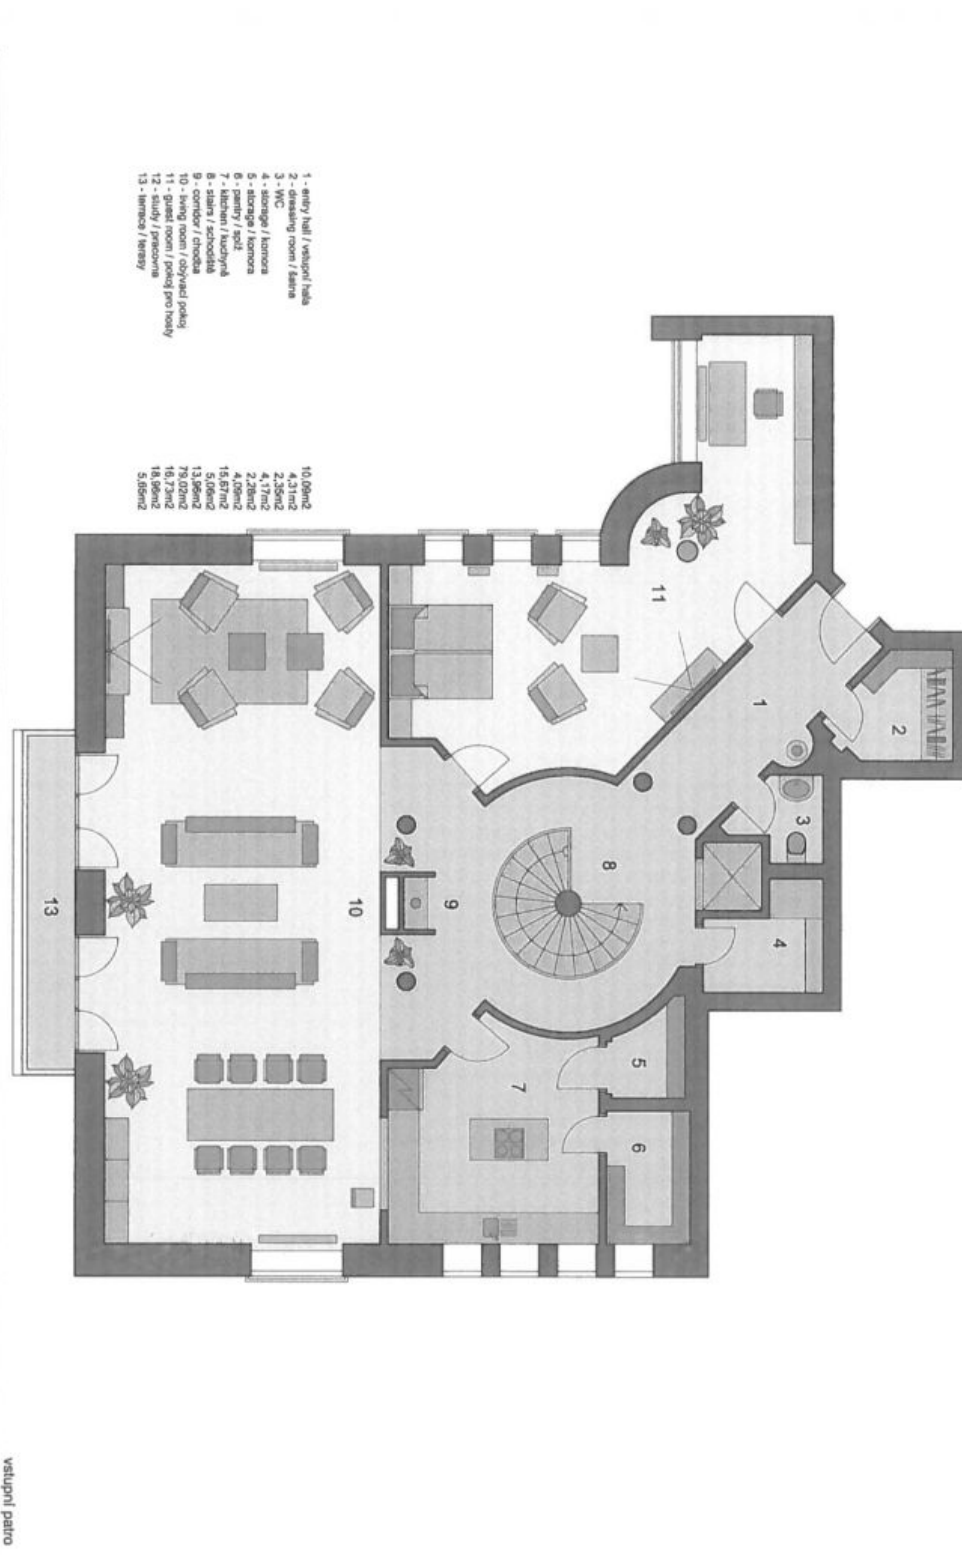 1 - entry hall / vstupní hala 10,09m2
2 - dressing room / šatna 4,31m2
3 - WC 2,35m2
4 - storage / komora 4,17m2
5 - storage / komora 2,28m2
6 - pantry / spíž 4,09m2
7 - kitchen / kuchyně 15,67m2
8 - stairs / schodiště 5,06m2
9 - corridor / chodba 13,96m2
10 - living room / obývací pokoj 79,02m2
11 - guest room / pokoj pro hosty 16,73m2
12 - study / pracovna 18,96m2
13 - terrace / terasy 5,65m2
2
3
4
1
11
5
6
8
7
9
10
13
vstupní patro